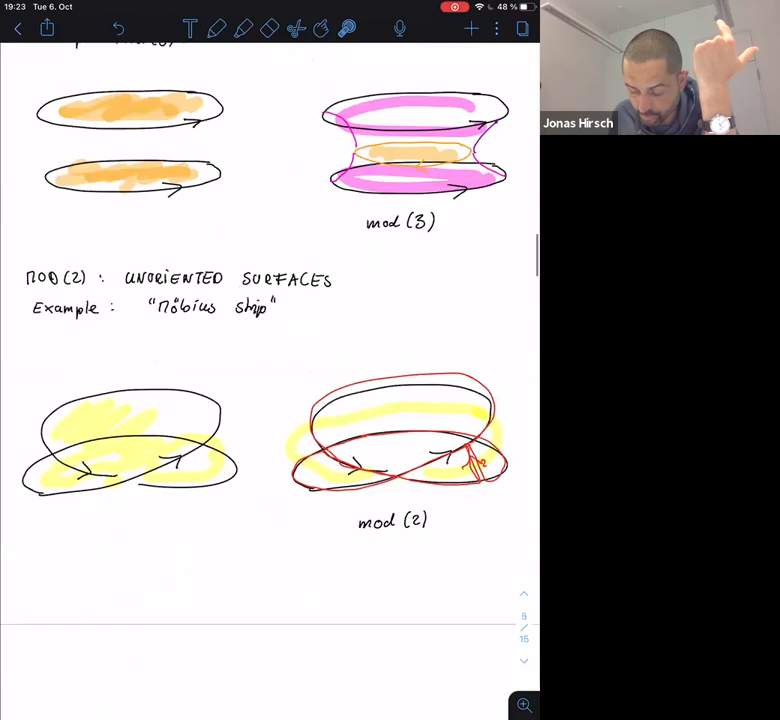 19:23 Tue 6. Oct
48 %
Jonas Hirsch
mod (3)
MOD (2) : UNORIENTED SURFACES
Example : "Möbius strip"
2
mod (2)
5
/
15